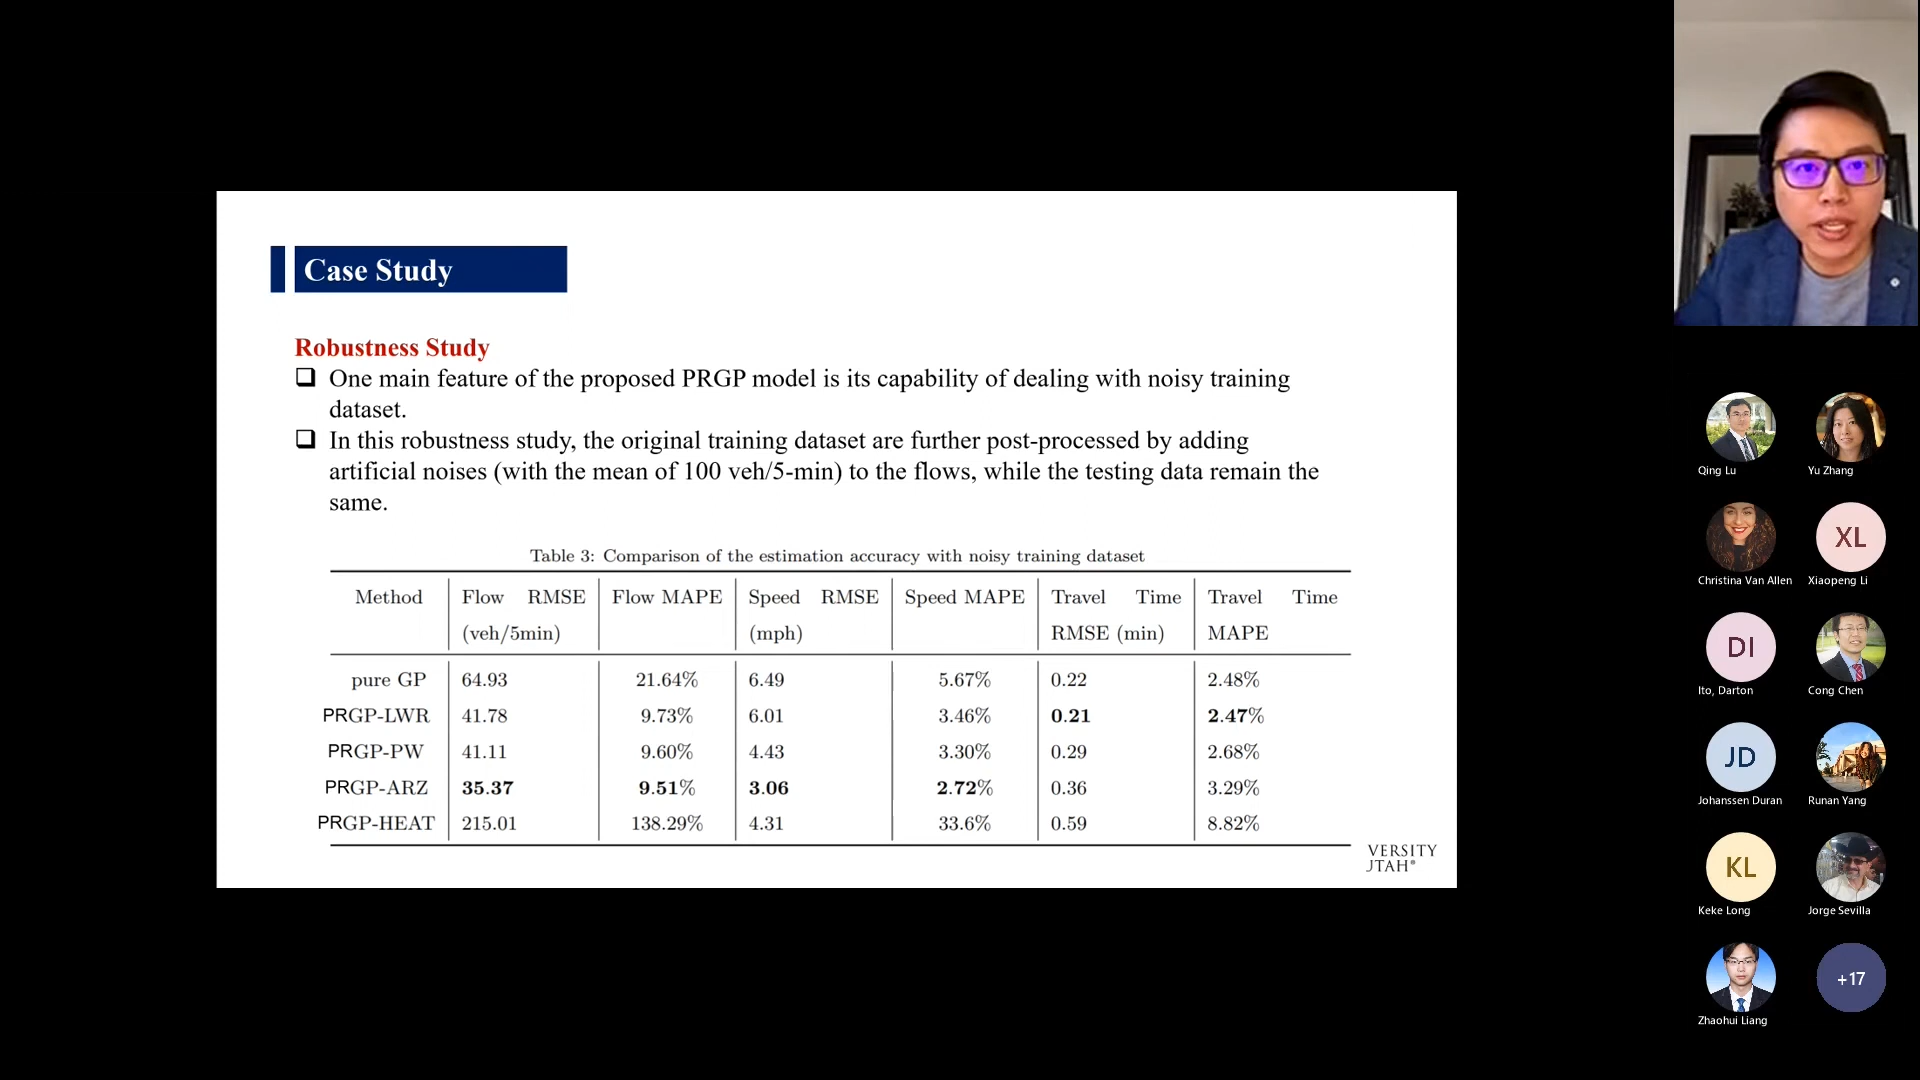 Case Study
Robustness Study
One main feature of the proposed PRGP model is its capability of dealing with noisy training
dataset.
In this robustness study, the original training dataset are further post-processed by adding
artificial noises (with the mean of 100 veh/5-min) to the flows, while the testing data remain the
same.
Table 3: Comparison of the estimation accuracy with noisy training dataset
Method Flow RMSE Flow MAPE Speed RMSE Speed MAPE Travel Time Travel Time
(veh/5min) (mph) RMSE (min) MAPE
pure GP 64.93 21.64% 6.49 5.67% 0.22 2.48%
PRGP-LWR 41.78 9.73% 6.01 3.46% 0.21 2.47%
PRGP-PW 41.11 9.60% 4.43 3.30% 0.29 2.68%
PRGP-ARZ 35.37 9.51% 3.06 2.72% 0.36 3.29%
PRGP-HEAT 215.01 138.29% 4.31 33.6% 0.59 8.82%
VERSITY
JTAH®
Qing Lu Yu Zhang
XL
Christina Van Allen Xiaopeng Li
DI
Ito, Darton Cong Chen
JD
Johanssen Duran Runan Yang
KL
Keke Long Jorge Sevilla
+17
Zhaohui Liang